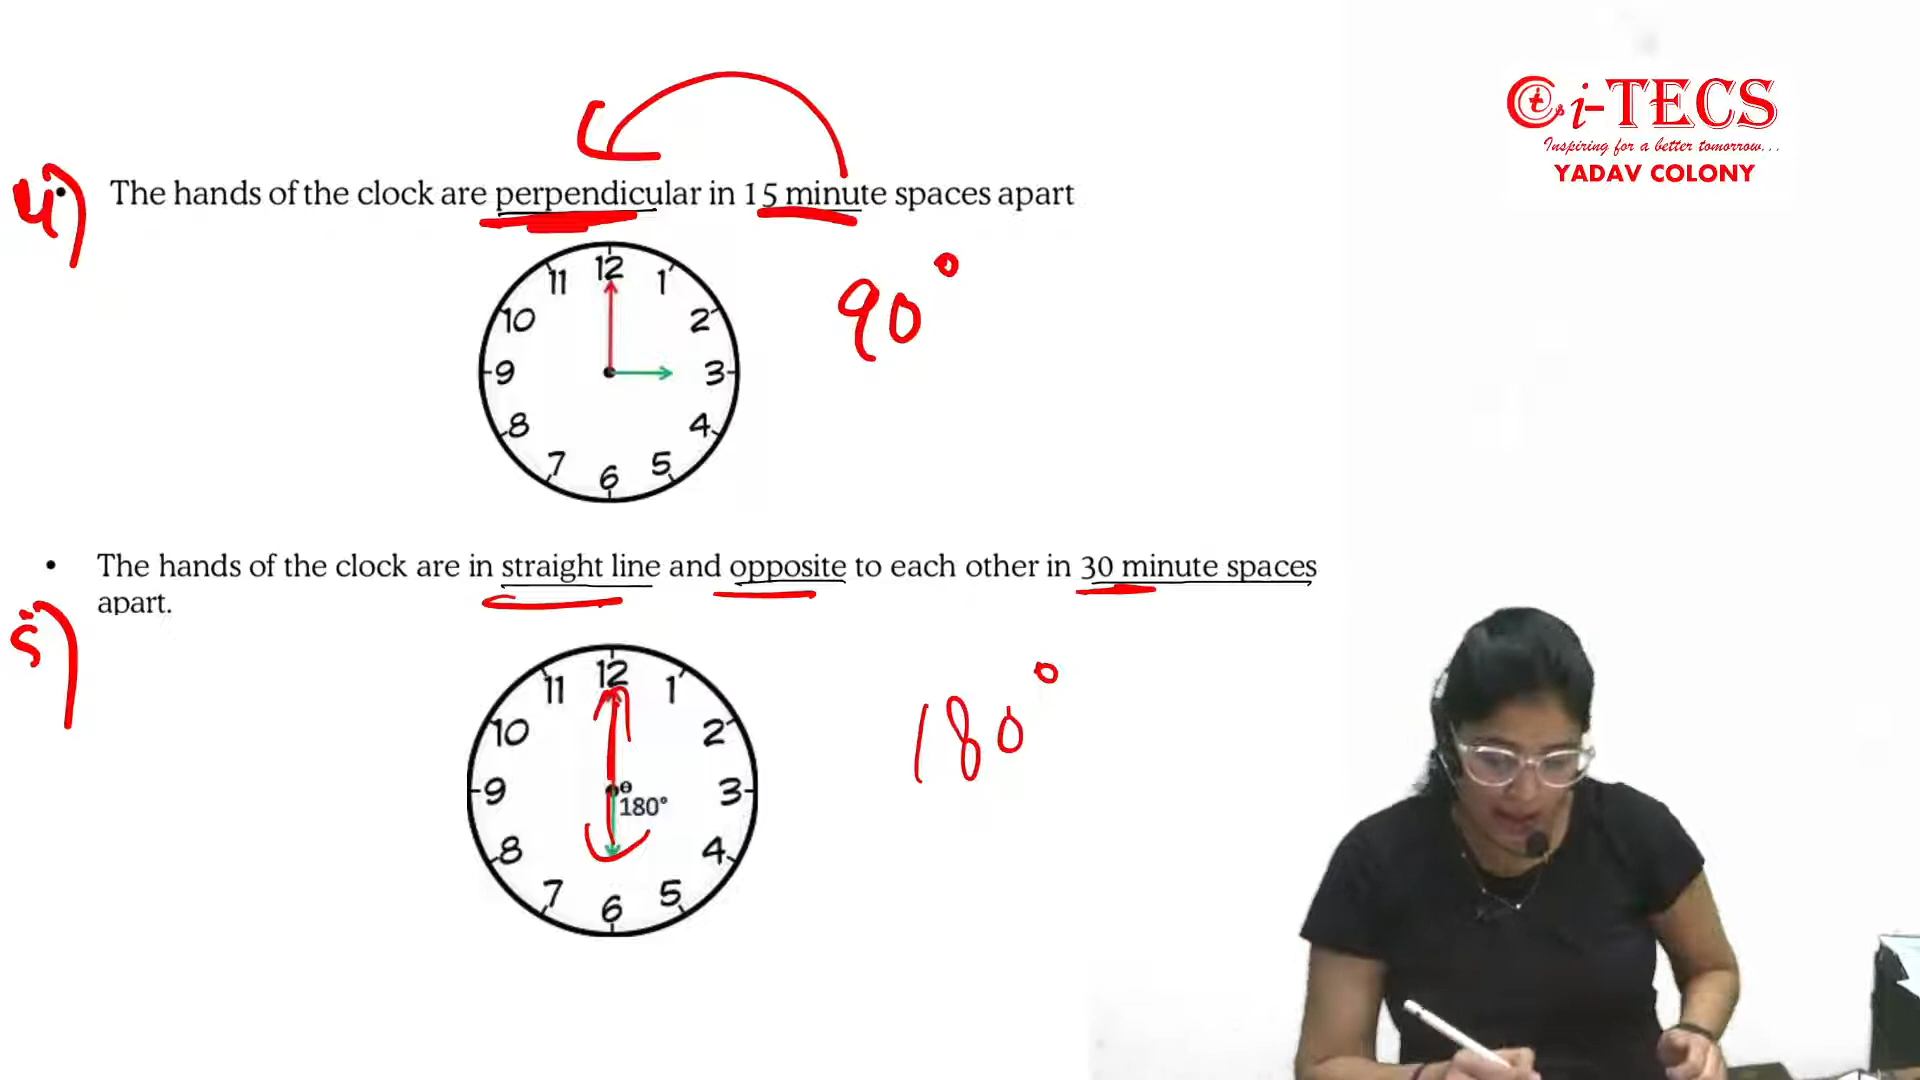 i-TECS
Inspiring for a better tomorrow...
YADAV COLONY
4)
• The hands of the clock are perpendicular in 15 minute spaces apart
90°
12
11 1
10 2
9 3
8 4
7 5
6
5)
• The hands of the clock are in straight line and opposite to each other in 30 minute spaces
apart.
180°
12
11 1
10 2
9 3
θ
180°
8 4
7 5
6